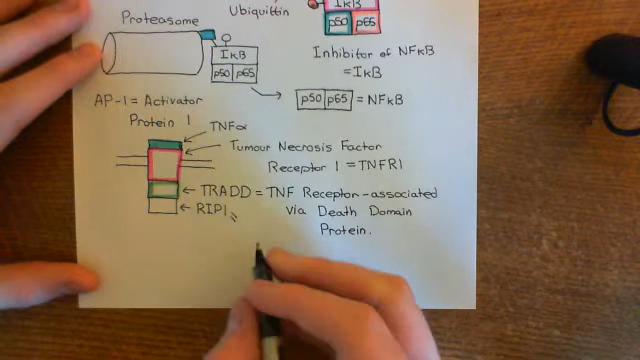 Proteasome
Ubiquitin
IκB
p50 p65
IκB
p50 p65
Inhibitor of NFκB
= IκB
p50 p65 = NFκB
AP-1 = Activator
Protein 1
TNFα
Tumour Necrosis Factor
Receptor 1 = TNFR1
TRADD = TNF Receptor-associated
via Death Domain
Protein.
RIP1